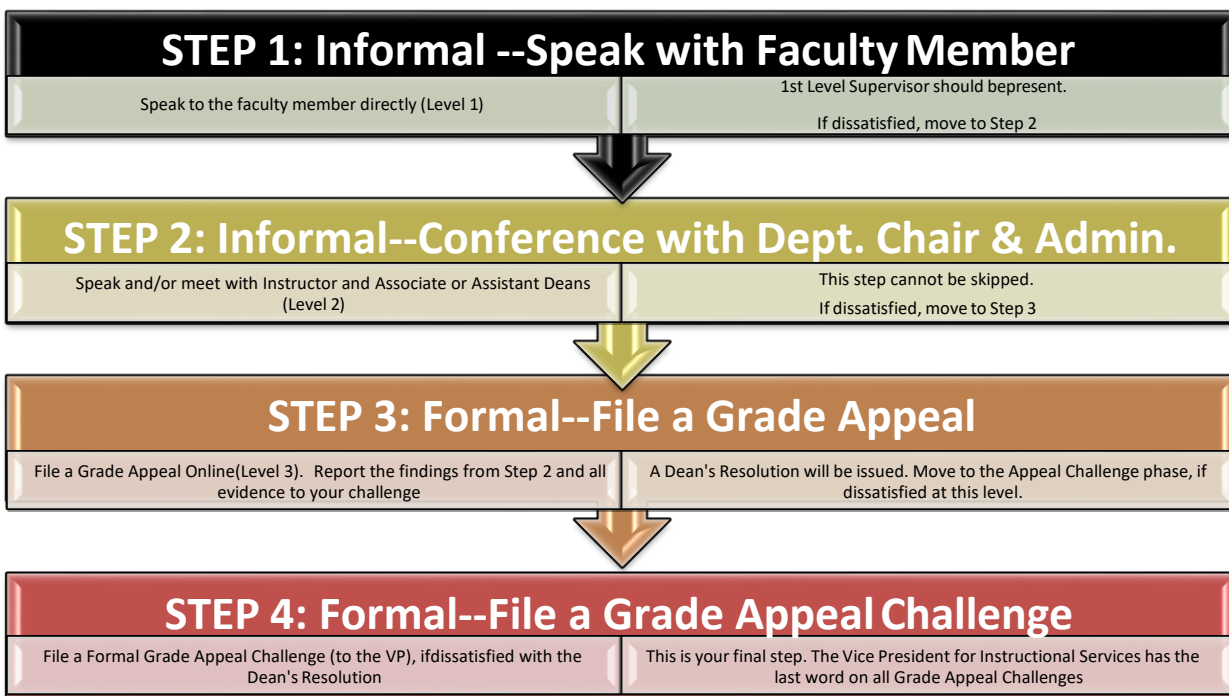 STEP 1: Informal --Speak with Faculty Member
Speak to the faculty member directly (Level 1)
1st Level Supervisor should bepresent.
If dissatisfied, move to Step 2
STEP 2: Informal--Conference with Dept. Chair & Admin.
Speak and/or meet with Instructor and Associate or Assistant Deans
(Level 2)
This step cannot be skipped.
If dissatisfied, move to Step 3
STEP 3: Formal--File a Grade Appeal
File a Grade Appeal Online(Level 3). Report the findings from Step 2 and all
evidence to your challenge
A Dean's Resolution will be issued. Move to the Appeal Challenge phase, if
dissatisfied at this level.
STEP 4: Formal--File a Grade Appeal Challenge
File a Formal Grade Appeal Challenge (to the VP), ifdissatisfied with the
Dean's Resolution
This is your final step. The Vice President for Instructional Services has the
last word on all Grade Appeal Challenges